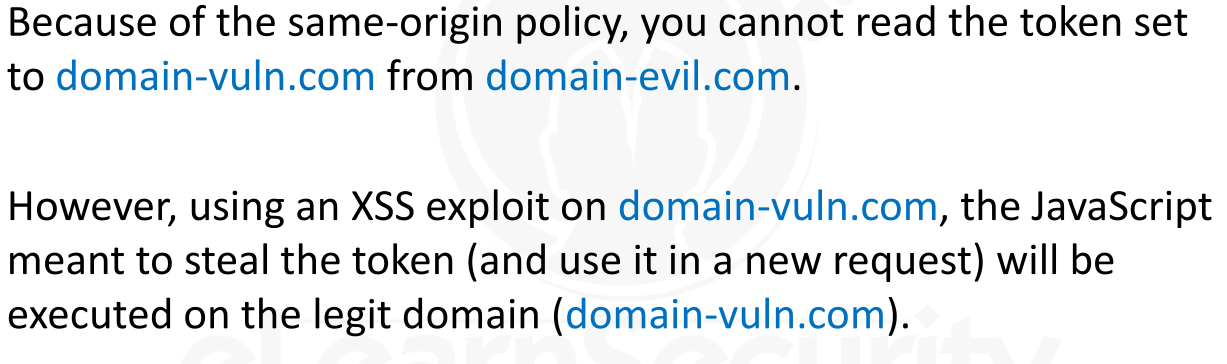 Because of the same-origin policy, you cannot read the token set
to domain-vuln.com from domain-evil.com.
However, using an XSS exploit on domain-vuln.com, the JavaScript
meant to steal the token (and use it in a new request) will be
executed on the legit domain (domain-vuln.com).
eLearnSecurity